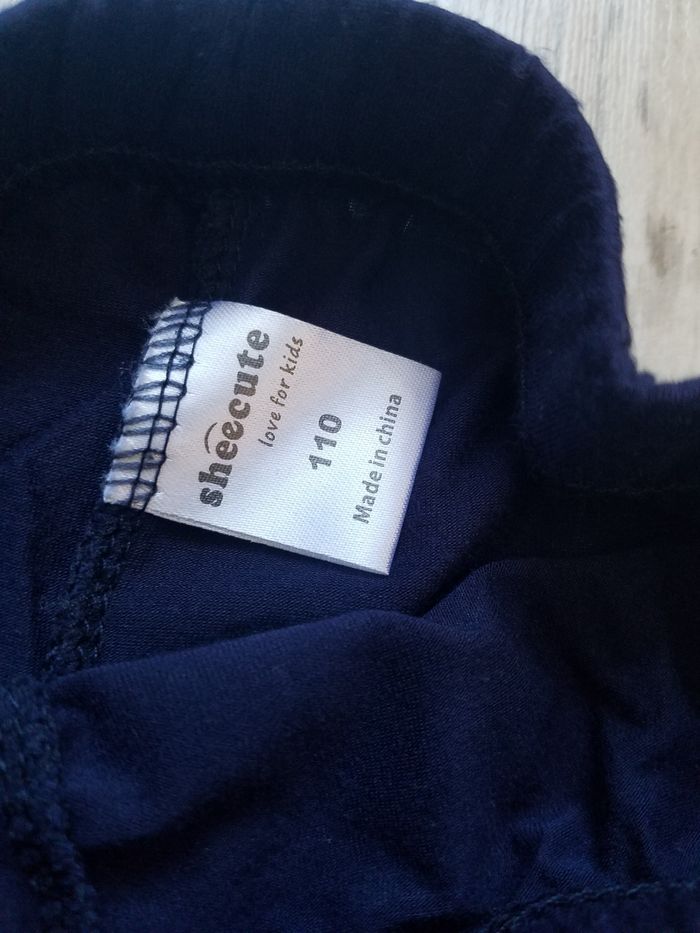 sheecute
love for kids
110
Made in china